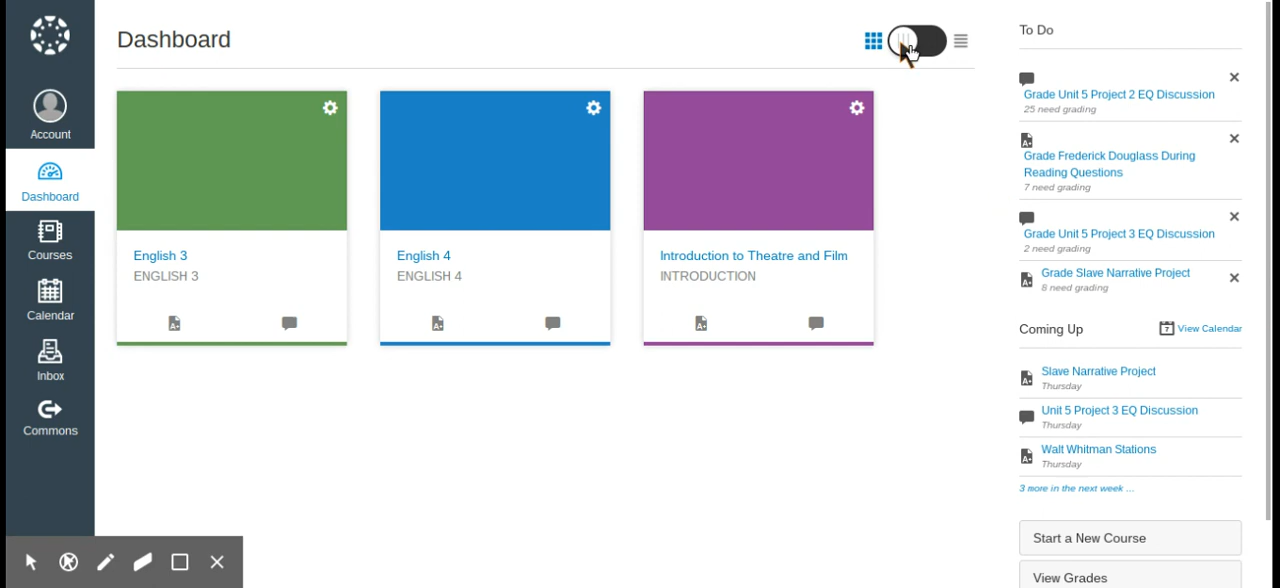 Dashboard
Account
Dashboard
Courses
Calendar
Inbox
Commons
English 3
ENGLISH 3
English 4
ENGLISH 4
Introduction to Theatre and Film
INTRODUCTION
To Do
Grade Unit 5 Project 2 EQ Discussion
25 need grading
Grade Frederick Douglass During
Reading Questions
7 need grading
Grade Unit 5 Project 3 EQ Discussion
2 need grading
Grade Slave Narrative Project
8 need grading
Coming Up
7 View Calendar
Slave Narrative Project
Thursday
Unit 5 Project 3 EQ Discussion
Thursday
Walt Whitman Stations
Thursday
3 more in the next week ...
Start a New Course
View Grades